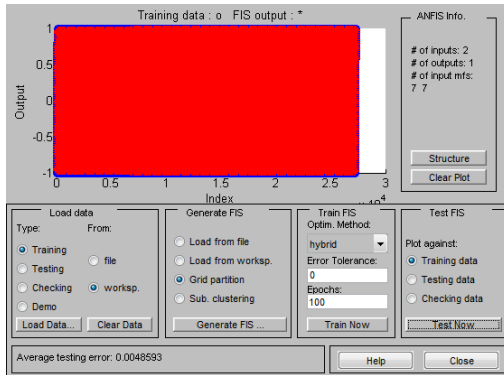 Training data : o   FIS output : *
ANFIS Info.
# of inputs: 2
# of outputs: 1
# of input mfs:
7  7
Structure
Clear Plot
Output
1
0.5
0
-0.5
-1
0
0.5
1
1.5
2
2.5
3
Index
x 10^4
Load data
Type:
From:
Training
Testing
Checking
Demo
file
worksp.
Load Data...
Clear Data
Generate FIS
Load from file
Load from worksp.
Grid partition
Sub. clustering
Generate FIS ...
Train FIS
Optim. Method:
hybrid
Error Tolerance:
0
Epochs:
100
Train Now
Test FIS
Plot against:
Training data
Testing data
Checking data
Test Now
Average testing error: 0.0048593
Help
Close